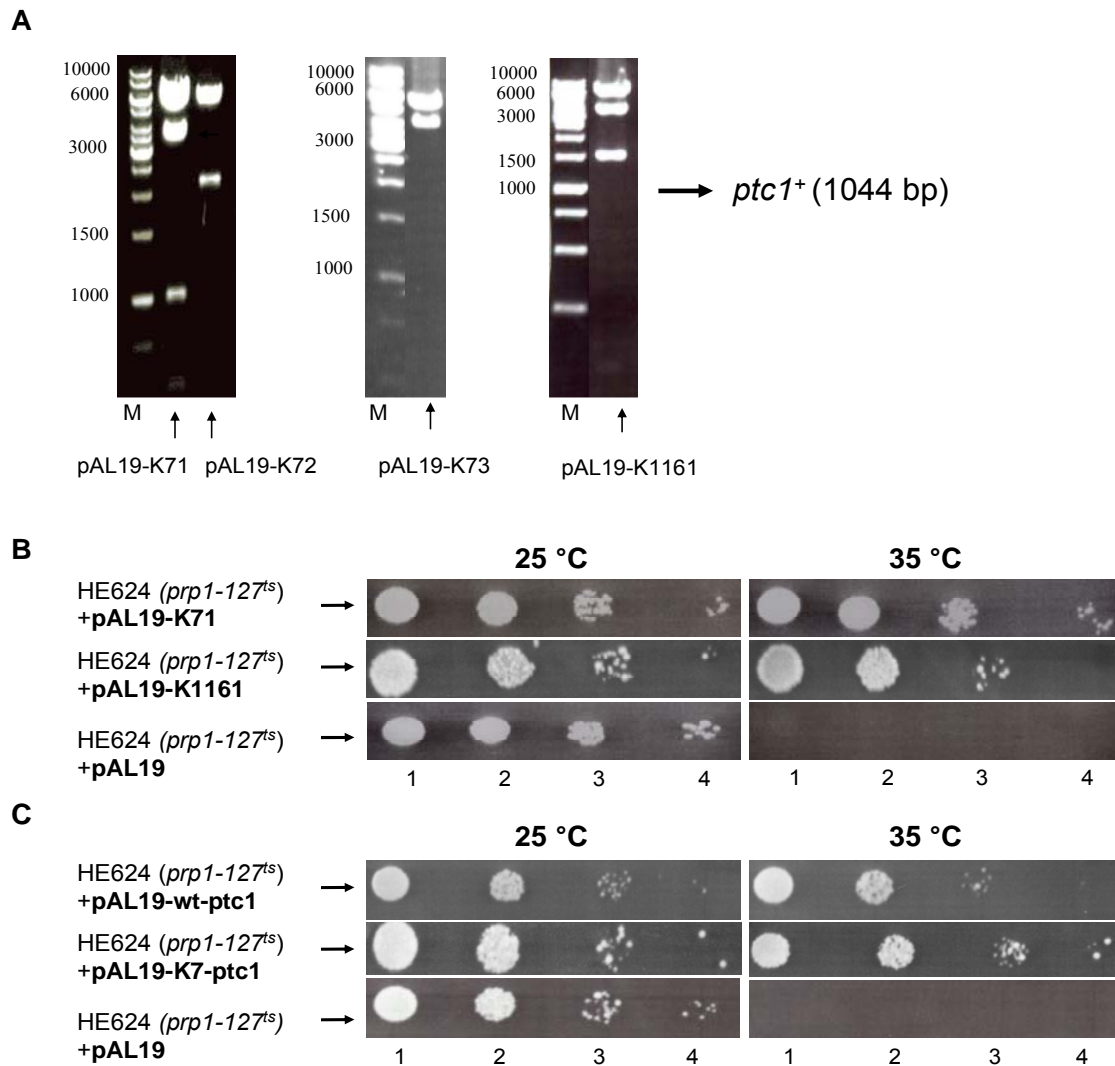 A
10000
6000
3000
1500
1000
M
pAL19-K71 pAL19-K72
10000
6000
3000
1500
1000
M
pAL19-K73
10000
6000
3000
1500
1000
M
pAL19-K1161
ptc1+ (1044 bp)
B
25 °C 35 °C
HE624 (prp1-127ts)
+pAL19-K71
HE624 (prp1-127ts)
+pAL19-K1161
HE624 (prp1-127ts)
+pAL19
1 2 3 4 1 2 3 4
C
25 °C 35 °C
HE624 (prp1-127ts)
+pAL19-wt-ptc1
HE624 (prp1-127ts)
+pAL19-K7-ptc1
HE624 (prp1-127ts)
+pAL19
1 2 3 4 1 2 3 4